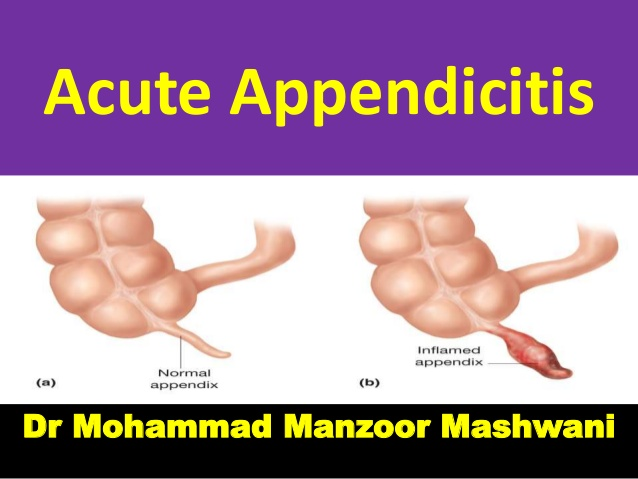 Acute Appendicitis
Normal
appendix
(a)
Inflamed
appendix
(b)
Dr Mohammad Manzoor Mashwani